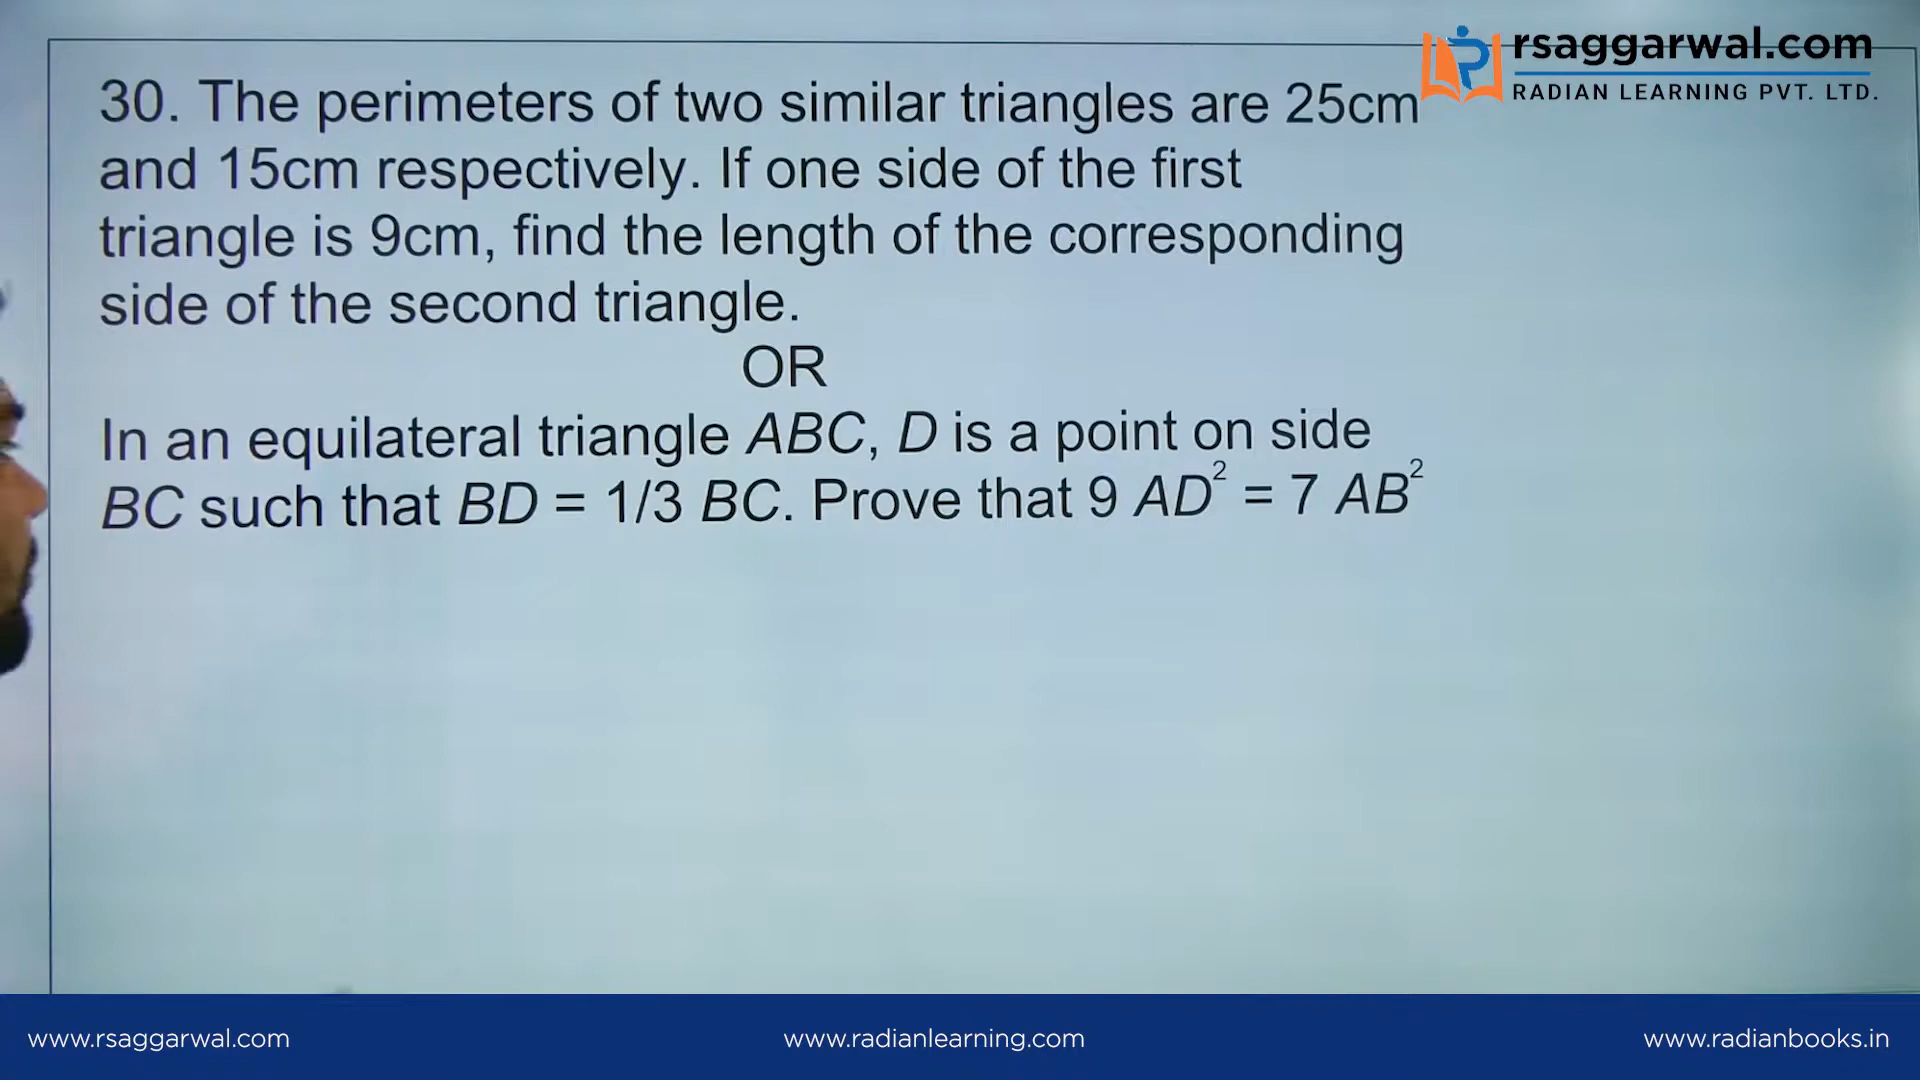 rsaggarwal.com
RADIAN LEARNING PVT. LTD.
30. The perimeters of two similar triangles are 25cm
and 15cm respectively. If one side of the first
triangle is 9cm, find the length of the corresponding
side of the second triangle.
OR
In an equilateral triangle ABC, D is a point on side
BC such that BD = 1/3 BC. Prove that 9 AD² = 7 AB²
www.rsaggarwal.com
www.radianlearning.com
www.radianbooks.in